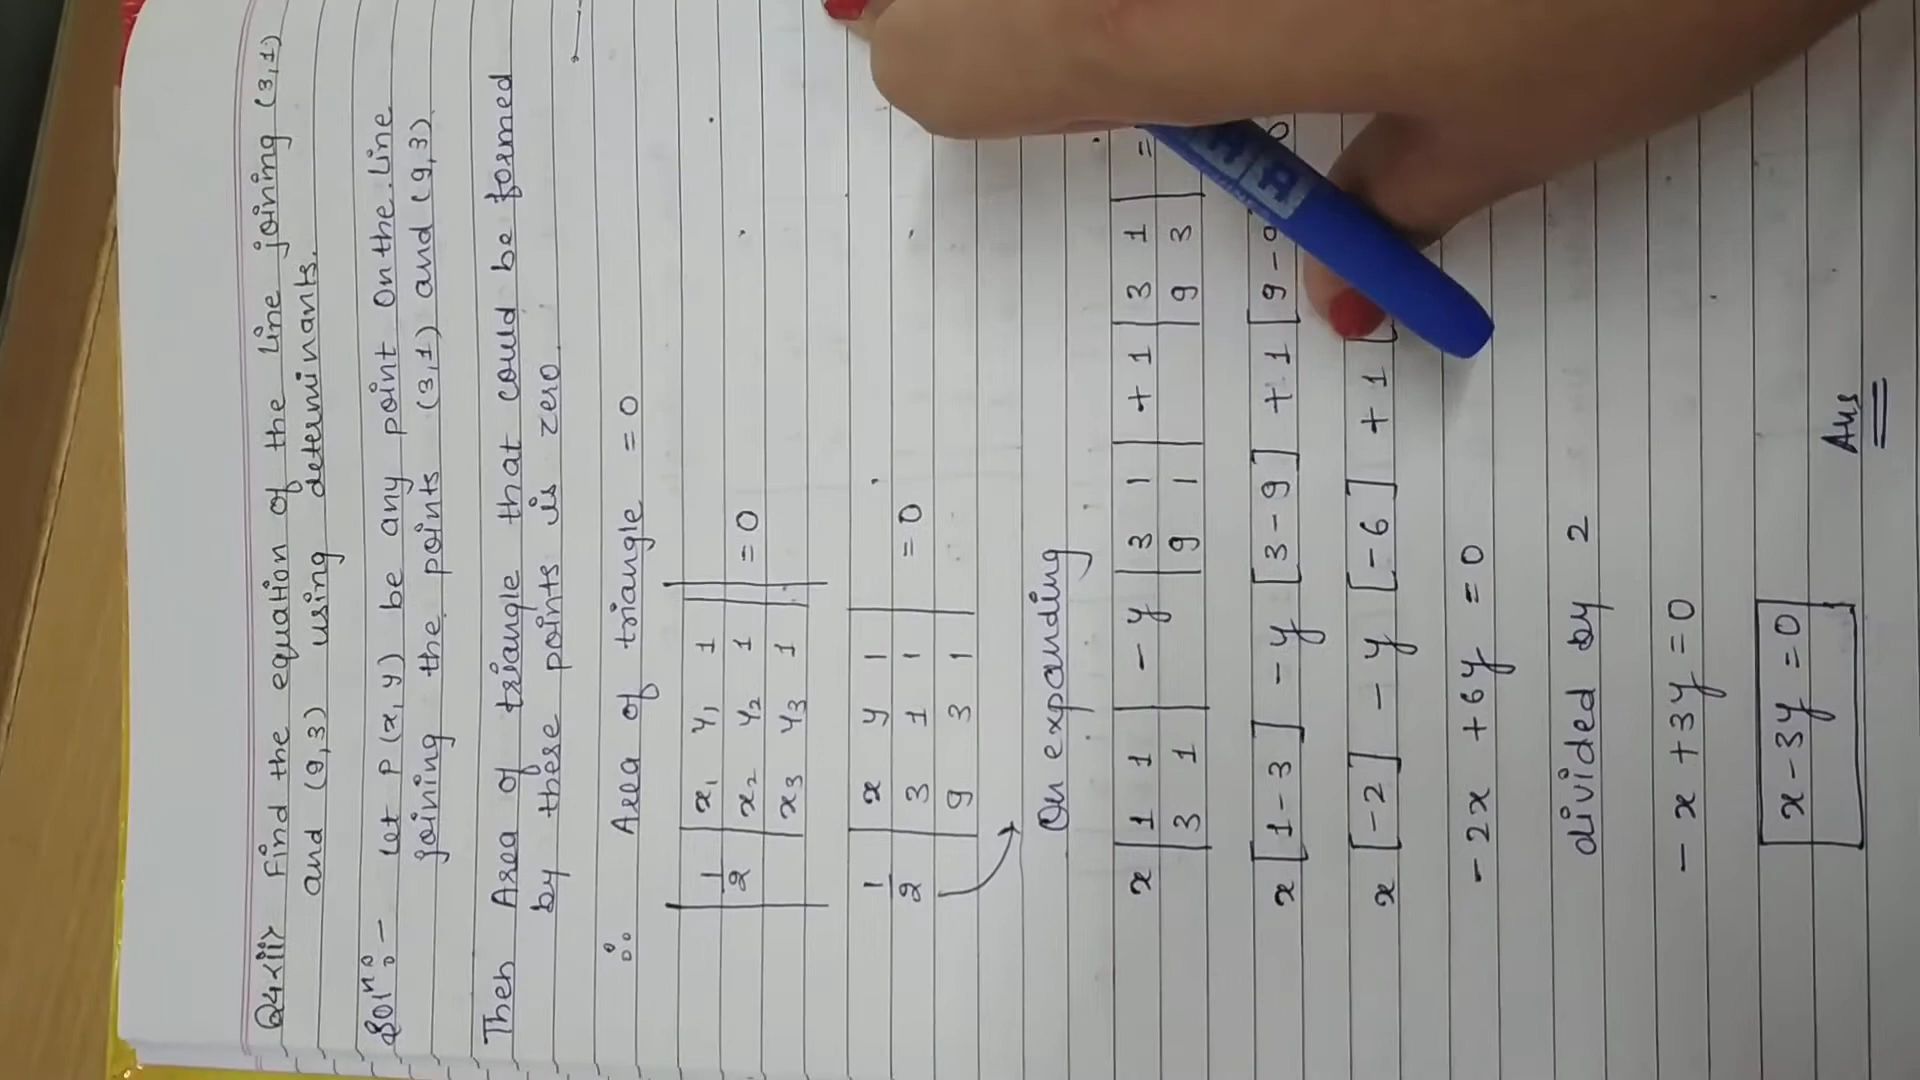 Q4<ii> Find the equation of the line joining (3,1)
and (9,3) using determinants.
Solⁿ:- Let P(x, y) be any point on the line
joining the points (3,1) and (9,3)
Then Area of triangle that could be formed
by these points is zero.
∴ Area of triangle = 0
| 1/2 | x₁ y₁ 1 | |
| x₂ y₂ 1 | = 0
| x₃ y₃ 1 |
1/2 | x y 1 |
| 3 1 1 | = 0
| 9 3 1 |
On expanding
x | 1 1 | - y | 3 1 | + 1 | 3 1 | =
| 3 1 | | 9 1 | | 9 3 |
x [1-3] - y [3-9] + 1 [9-9
x [-2] - y [-6] + 1 [
-2x + 6y = 0
divided by 2
- x + 3y = 0
x - 3y = 0
Ans